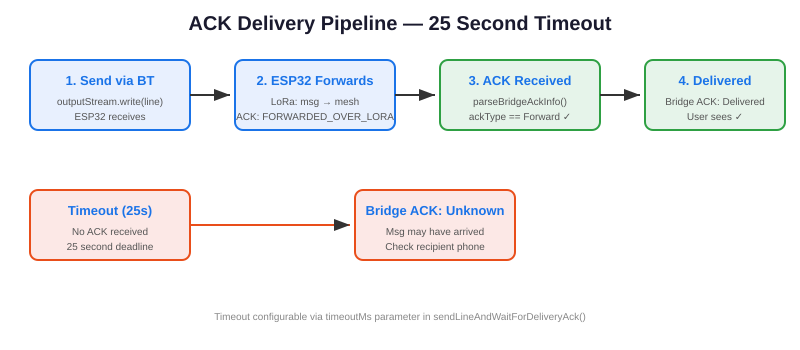 ACK Delivery Pipeline — 25 Second Timeout
1. Send via BT
outputStream.write(line)
ESP32 receives
2. ESP32 Forwards
LoRa: msg → mesh
ACK: FORWARDED_OVER_LORA
3. ACK Received
parseBridgeAckInfo()
ackType == Forward ✓
4. Delivered
Bridge ACK: Delivered
User sees ✓
Timeout (25s)
No ACK received
25 second deadline
Bridge ACK: Unknown
Msg may have arrived
Check recipient phone
Timeout configurable via timeoutMs parameter in sendLineAndWaitForDeliveryAck()